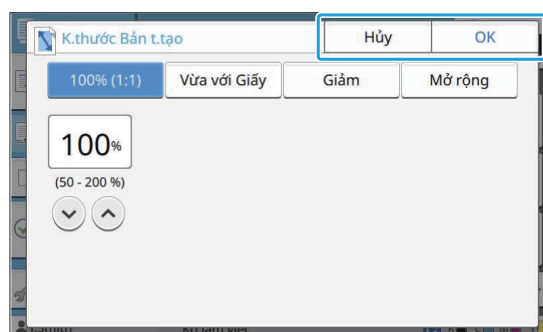 K.thước Bản t.tạo
Hủy
OK
100% (1:1)
Vừa với Giấy
Giảm
Mở rộng
100%
(50 - 200 %)